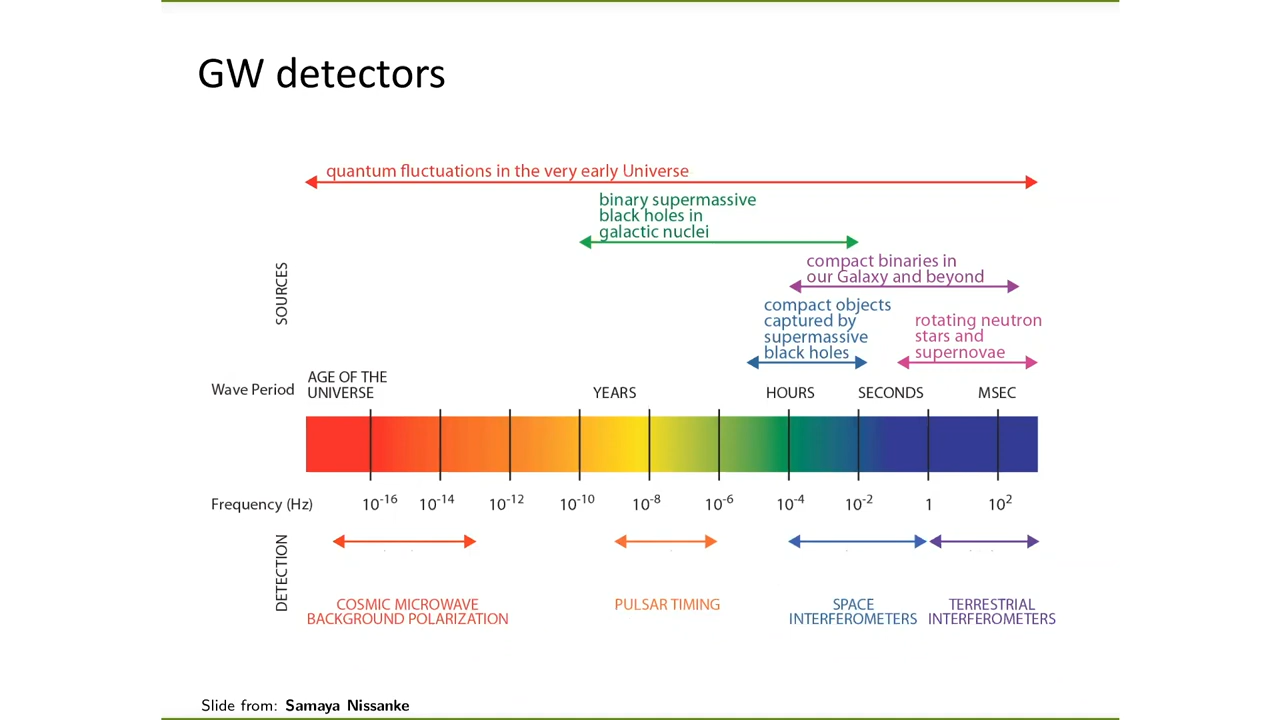 GW detectors
quantum fluctuations in the very early Universe
binary supermassive
black holes in
galactic nuclei
compact binaries in
our Galaxy and beyond
compact objects
captured by
supermassive
black holes
rotating neutron
stars and
supernovae
SOURCES
Wave Period
AGE OF THE
UNIVERSE
YEARS
HOURS
SECONDS
MSEC
Frequency (Hz)
10⁻¹⁶ 10⁻¹⁴ 10⁻¹² 10⁻¹⁰ 10⁻⁸ 10⁻⁶ 10⁻⁴ 10⁻² 1 10²
DETECTION
COSMIC MICROWAVE
BACKGROUND POLARIZATION
PULSAR TIMING
SPACE
INTERFEROMETERS
TERRESTRIAL
INTERFEROMETERS
Slide from: Samaya Nissanke